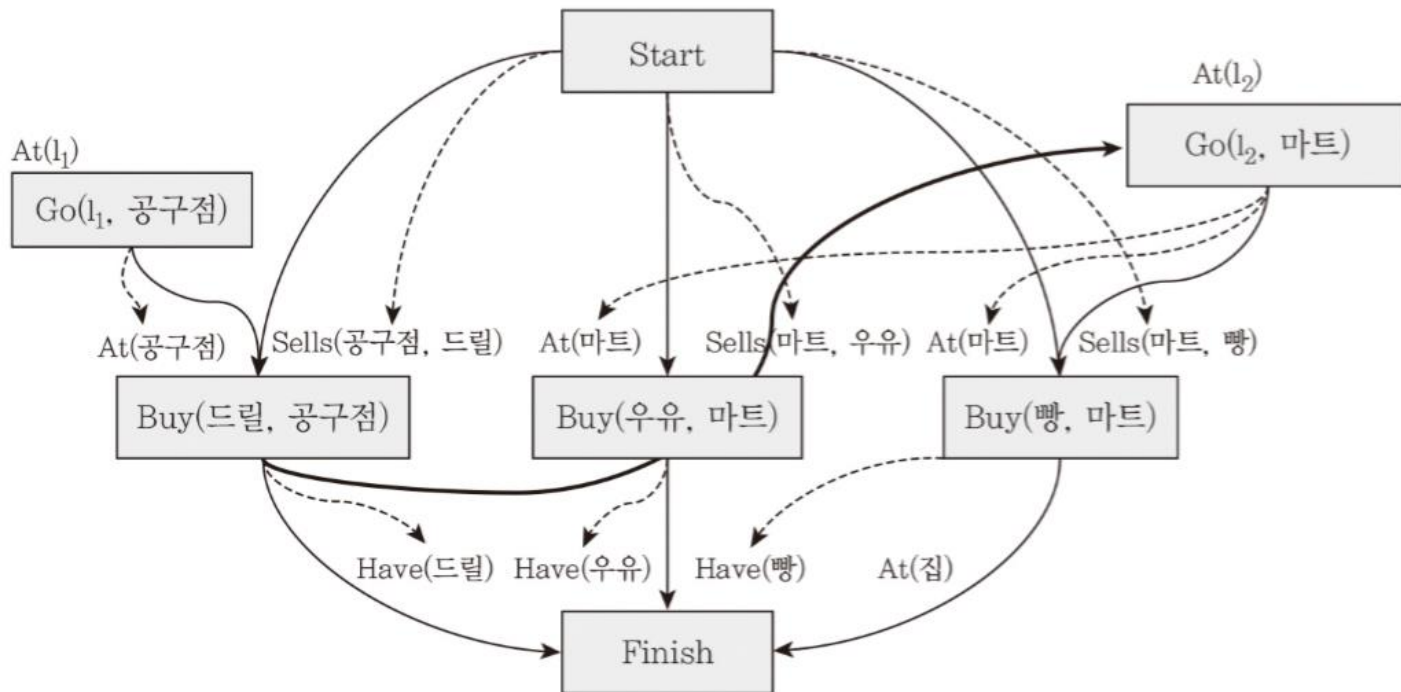 Start
At(l₂)
Go(l₂, 마트)
At(l₁)
Go(l₁, 공구점)
At(공구점)
Sells(공구점, 드릴)
At(마트)
Sells(마트, 우유)
At(마트)
Sells(마트, 빵)
Buy(드릴, 공구점)
Buy(우유, 마트)
Buy(빵, 마트)
Have(드릴)
Have(우유)
Have(빵)
At(집)
Finish